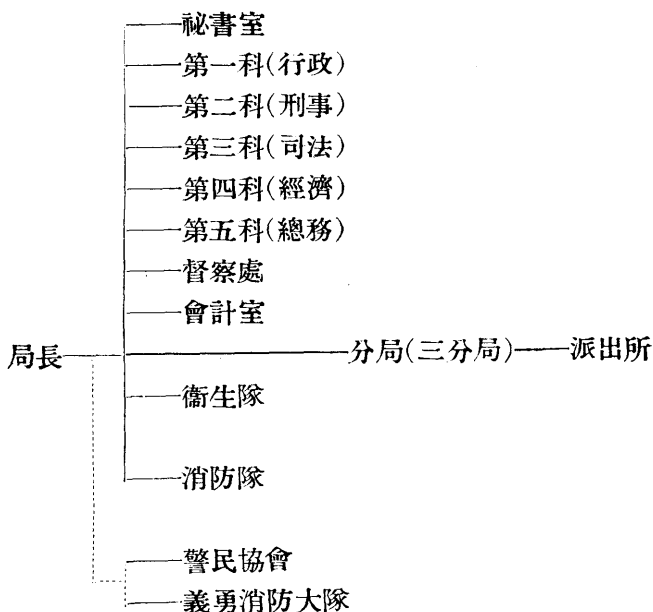 祕書室
第一科(行政)
第二科(刑事)
第三科(司法)
第四科(經濟)
第五科(總務)
督察處
會計室
局長 分局(三分局) 派出所
衞生隊
消防隊
警民協會
義勇消防大隊